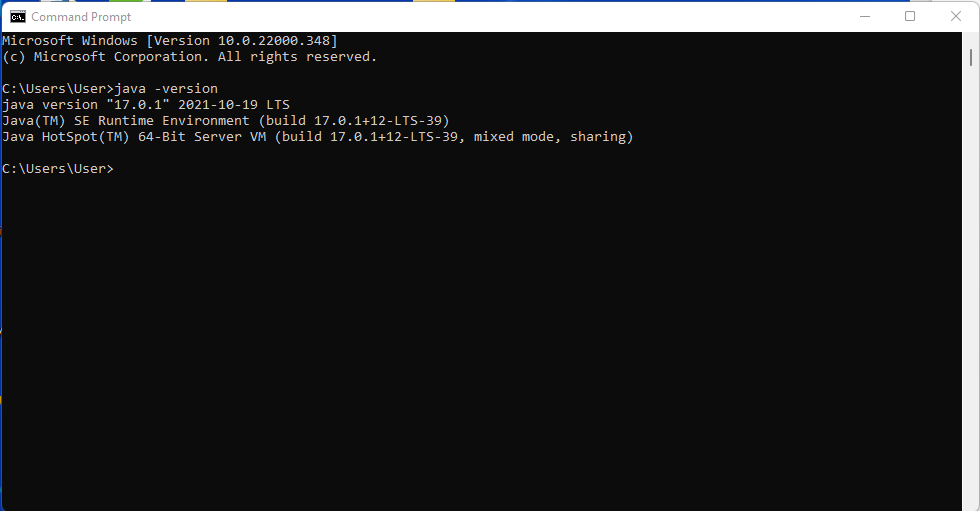 Command Prompt
Microsoft Windows [Version 10.0.22000.348]
(c) Microsoft Corporation. All rights reserved.
C:\Users\User>java -version
java version "17.0.1" 2021-10-19 LTS
Java(TM) SE Runtime Environment (build 17.0.1+12-LTS-39)
Java HotSpot(TM) 64-Bit Server VM (build 17.0.1+12-LTS-39, mixed mode, sharing)
C:\Users\User>